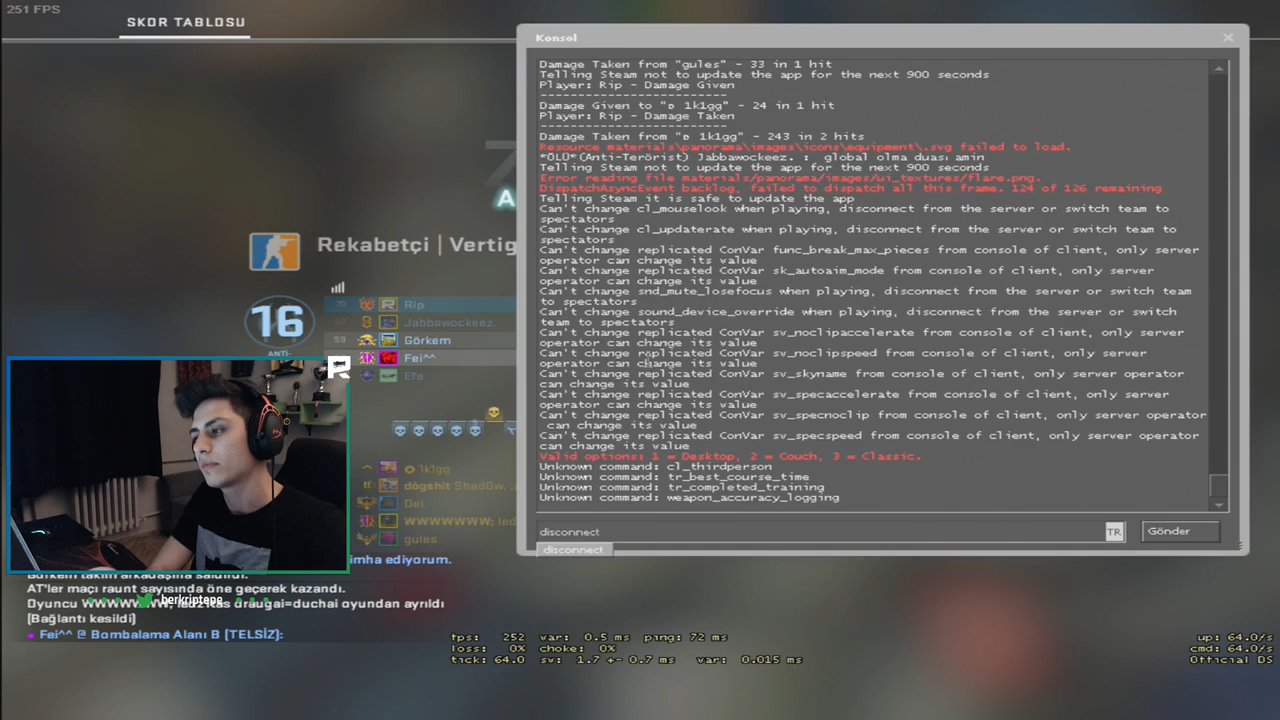 251 FPS
SKOR TABLOSU
Konsol
Damage Taken from "gules" - 33 in 1 hit
Telling Steam not to update the app for the next 900 seconds
Player: Rip - Damage Given
-------------------------
Damage Given to "ʚ 1k1gg" - 24 in 1 hit
Player: Rip - Damage Taken
-------------------------
Damage Taken from "ʚ 1k1gg" - 243 in 2 hits
Resource materials\panorama\images\icons\equipment\.svg failed to load.
*ÖLÜ*(Anti-Terörist) Jabbawockeez. :  global olma duası amin
Telling Steam not to update the app for the next 900 seconds
Error reading file materials/panorama/images/ui_textures/flare.png.
DispatchAsyncEvent backlog, failed to dispatch all this frame. 124 of 126 remaining
Telling Steam it is safe to update the app
Can't change cl_mouselook when playing, disconnect from the server or switch team to
spectators
Can't change cl_updaterate when playing, disconnect from the server or switch team to
spectators
Can't change replicated ConVar func_break_max_pieces from console of client, only server
operator can change its value
Can't change replicated ConVar sk_autoaim_mode from console of client, only server
operator can change its value
Can't change snd_mute_losefocus when playing, disconnect from the server or switch team
to spectators
Can't change sound_device_override when playing, disconnect from the server or switch
team to spectators
Can't change replicated ConVar sv_noclipaccelerate from console of client, only server
operator can change its value
Can't change replicated ConVar sv_noclipspeed from console of client, only server
operator can change its value
Can't change replicated ConVar sv_skyname from console of client, only server operator
can change its value
Can't change replicated ConVar sv_specaccelerate from console of client, only server
operator can change its value
Can't change replicated ConVar sv_specnoclip from console of client, only server operator
can change its value
Can't change replicated ConVar sv_specspeed from console of client, only server operator
can change its value
Valid options: 1 = Desktop, 2 = Couch, 3 = Classic.
Unknown command: cl_thirdperson
Unknown command: tr_best_course_time
Unknown command: tr_completed_training
Unknown command: weapon_accuracy_logging
disconnect
TR
Gönder
disconnect
Rekabetçi | Vertig
16
ANTİ-
70 Rip
Jabbawockeez.
59 Görkem
Fei^^
Efe
1k1gg
dögshit ShadØw.
Dei
WWWWWWW; led
gules
imha ediyorum.
Görkem takım arkadaşına saldırdı.
AT'ler maçı raunt sayısında öne geçerek kazandı.
berkriptepe
Oyuncu WWWWWWW; led2tas draugai=duchai oyundan ayrıldı
(Bağlantı kesildi)
Fei^^ @ Bombalama Alanı B [TELSİZ]:
fps: 252 var: 0.5 ms ping: 72 ms
loss: 0% choke: 0%
tick: 64.0 sv: 1.7 +- 0.7 ms var: 0.015 ms
up: 64.0/s
cmd: 64.0/s
Official DS